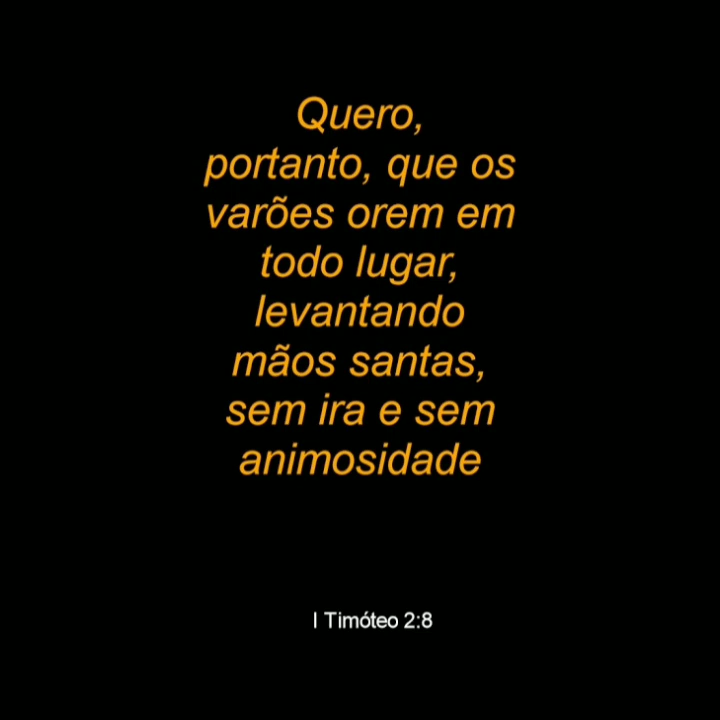 Quero,
portanto, que os
varões orem em
todo lugar,
levantando
mãos santas,
sem ira e sem
animosidade
I Timóteo 2:8